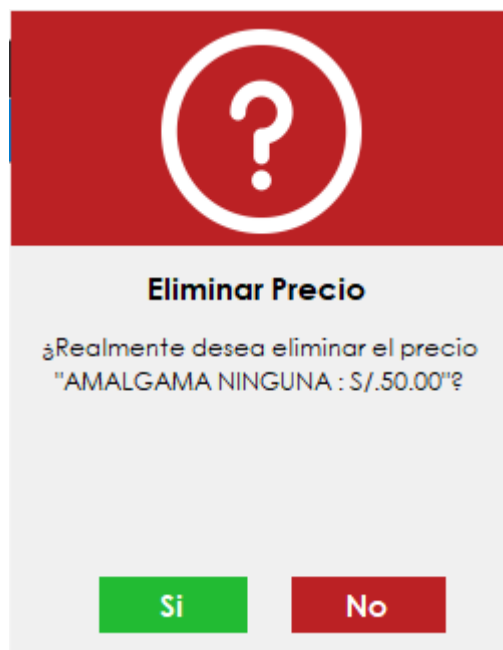 Eliminar Precio
¿Realmente desea eliminar el precio
"AMALGAMA NINGUNA : S/.50.00"?
Si
No